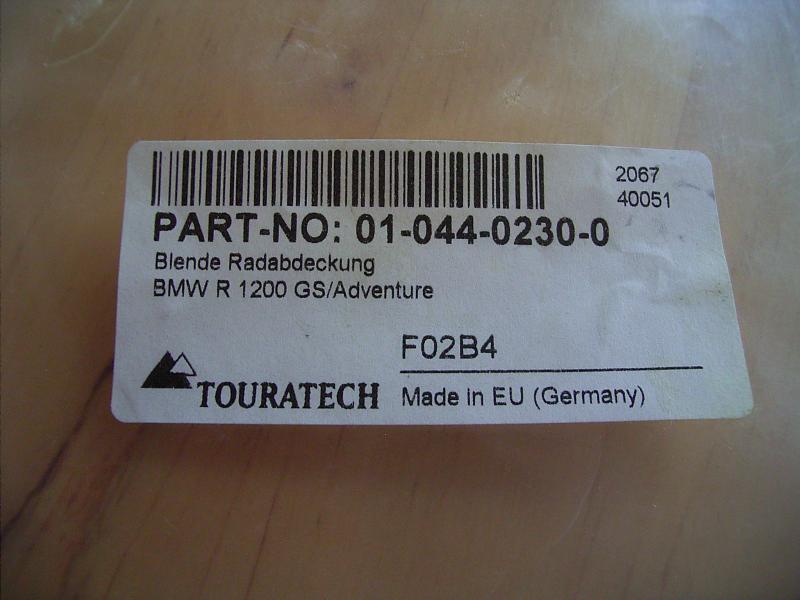 2067
40051
PART-NO: 01-044-0230-0
Blende Radabdeckung
BMW R 1200 GS/Adventure
F02B4
TOURATECH
Made in EU (Germany)